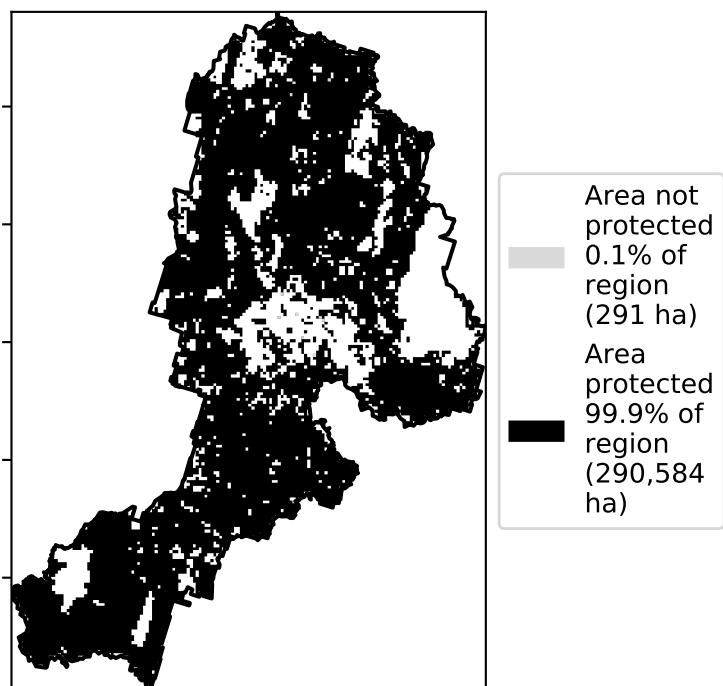 Area not
protected
0.1% of
region
(291 ha)
Area
protected
99.9% of
region
(290,584
ha)